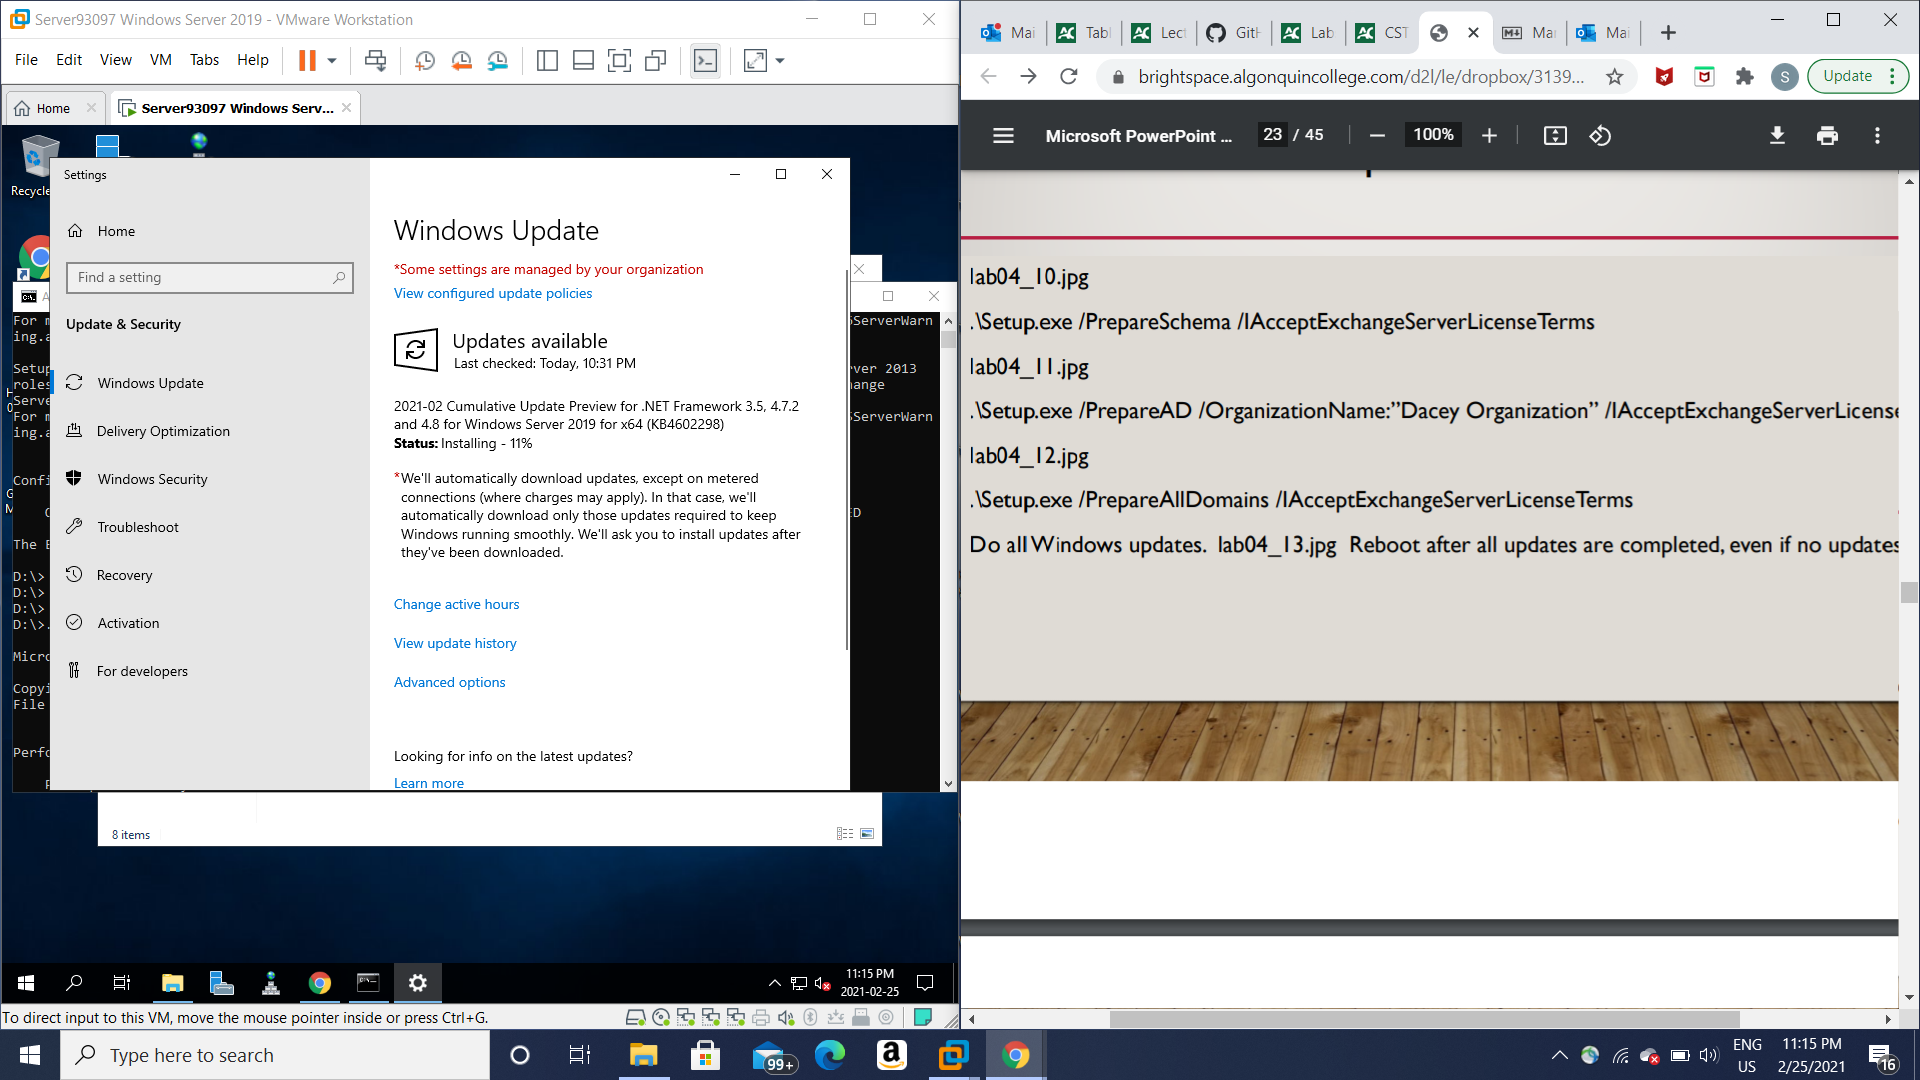 Server93097 Windows Server 2019 - VMware Workstation
File Edit View VM Tabs Help
Home
Server93097 Windows Serv...
Recycle
Settings
Home
Find a setting
Update & Security
Windows Update
Delivery Optimization
Windows Security
Troubleshoot
Recovery
Activation
For developers
Windows Update
*Some settings are managed by your organization
View configured update policies
Updates available
Last checked: Today, 10:31 PM
2021-02 Cumulative Update Preview for .NET Framework 3.5, 4.7.2
and 4.8 for Windows Server 2019 for x64 (KB4602298)
Status: Installing - 11%
*We'll automatically download updates, except on metered
connections (where charges may apply). In that case, we'll
automatically download only those updates required to keep
Windows running smoothly. We'll ask you to install updates after
they've been downloaded.
Change active hours
View update history
Advanced options
Looking for info on the latest updates?
Learn more
For m
ing.a
Setup
roles
Serve
For m
ing.a
Confi
The E
D:\>
D:\>
D:\>
D:\>.
Micro
Copyi
File
Perfo
ServerWarn
ver 2013
hange
ServerWarn
ED
8 items
11:15 PM
2021-02-25
To direct input to this VM, move the mouse pointer inside or press Ctrl+G.
Mai
Tabl
Lect
GitH
Lab
CST
Mar
Mai
brightspace.algonquincollege.com/d2l/le/dropbox/3139...
S
Update
Microsoft PowerPoint ...
23 / 45
100%
lab04_10.jpg
.\Setup.exe /PrepareSchema /IAcceptExchangeServerLicenseTerms
lab04_11.jpg
.\Setup.exe /PrepareAD /OrganizationName:”Dacey Organization” /IAcceptExchangeServerLicense
lab04_12.jpg
.\Setup.exe /PrepareAllDomains /IAcceptExchangeServerLicenseTerms
Do all Windows updates. lab04_13.jpg Reboot after all updates are completed, even if no updates
Type here to search
99+
ENG
US
11:15 PM
2/25/2021
16